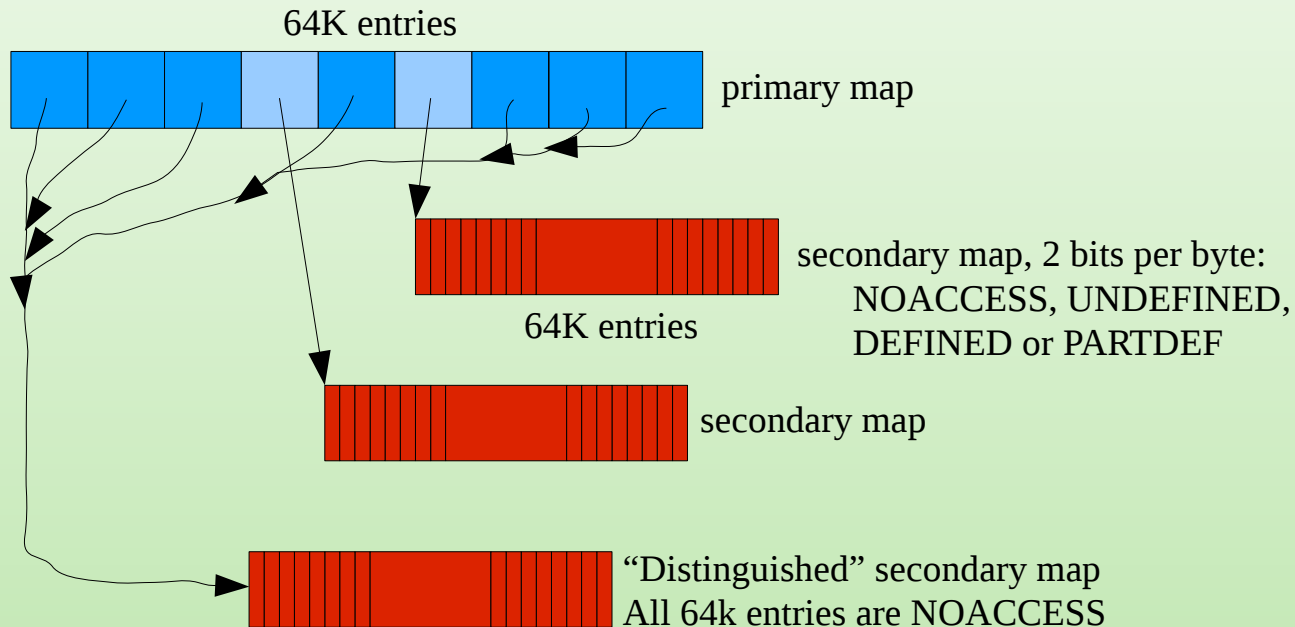 64K entries
primary map
secondary map, 2 bits per byte:
NOACCESS, UNDEFINED,
DEFINED or PARTDEF
64K entries
secondary map
“Distinguished” secondary map
All 64k entries are NOACCESS